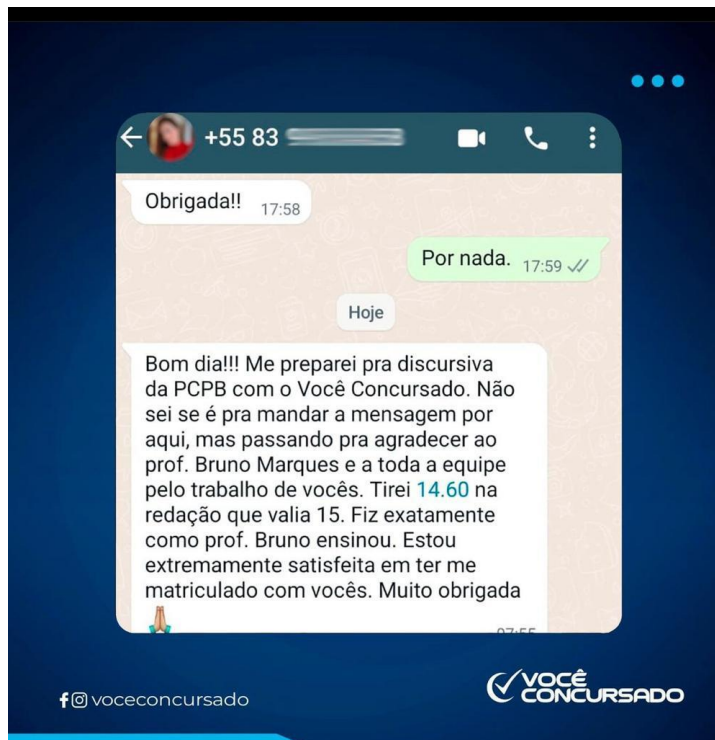 +55 83
Obrigada!! 17:58
Por nada. 17:59
Hoje
Bom dia!!! Me preparei pra discursiva
da PCPB com o Você Concursado. Não
sei se é pra mandar a mensagem por
aqui, mas passando pra agradecer ao
prof. Bruno Marques e a toda a equipe
pelo trabalho de vocês. Tirei 14.60 na
redação que valia 15. Fiz exatamente
como prof. Bruno ensinou. Estou
extremamente satisfeita em ter me
matriculado com vocês. Muito obrigada
voceconcursado
VOCÊ
CONCURSADO